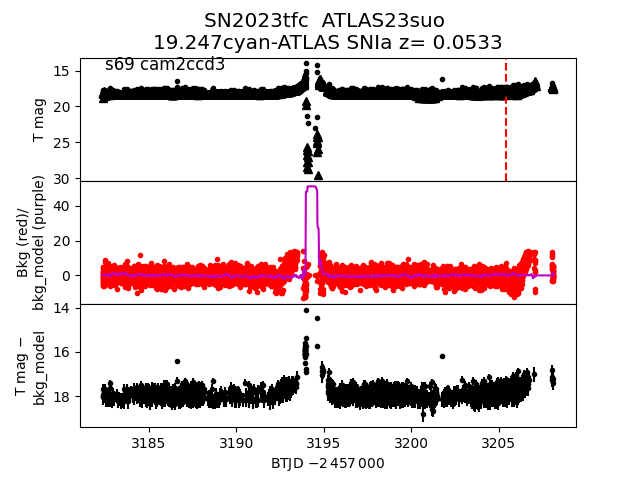 SN2023tfc  ATLAS23suo
19.247cyan-ATLAS SNIa z= 0.0533
s69 cam2ccd3
15
20
25
30
T mag
40
20
0
Bkg (red)/
bkg_model (purple)
14
16
18
T mag −
bkg_model
3185 3190 3195 3200 3205
BTJD −2 457 000